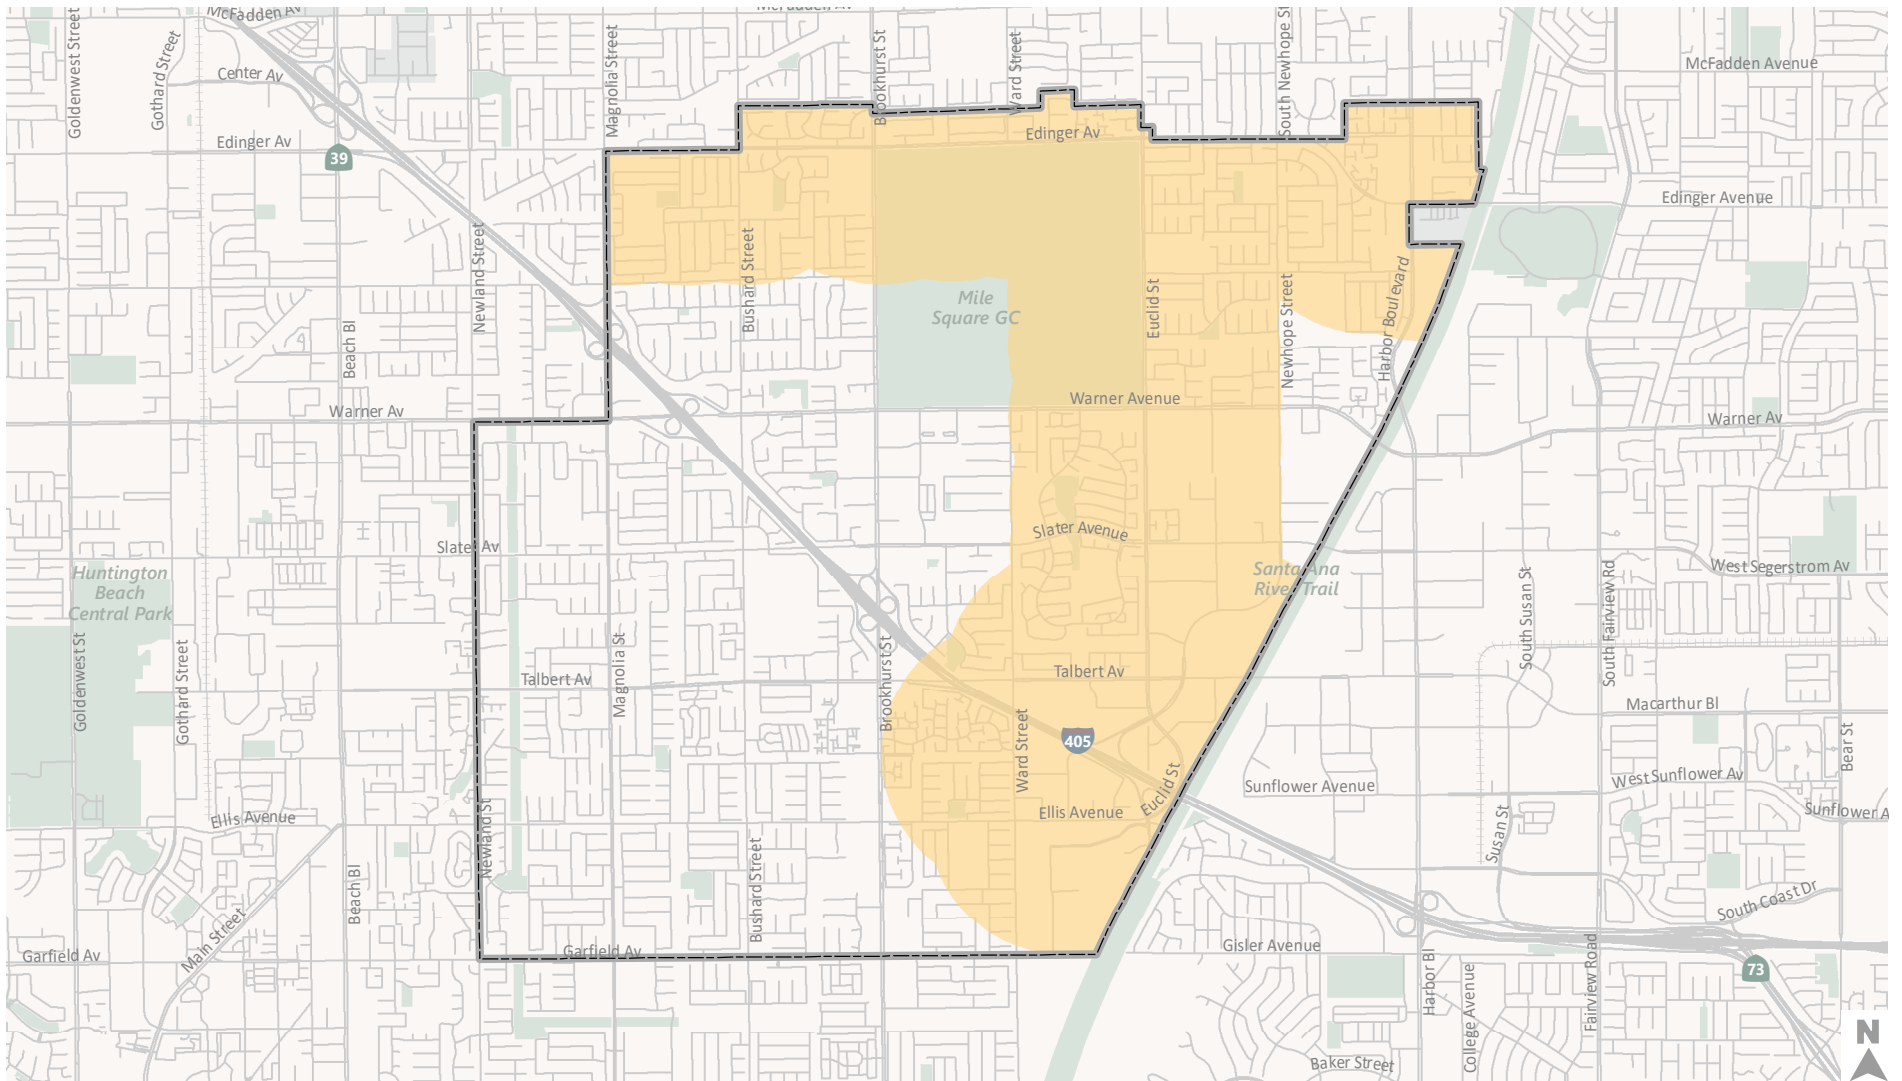 McFadden Av
McFadden Av
Goldenwest Street
Gothard Street
Center Av
Magnolia Street
Brookhurst St
Ward Street
South Newhope St
McFadden Avenue
Edinger Av
39
Edinger Av
Edinger Avenue
Newland Street
Bushard Street
Mile
Square GC
Euclid St
Newhope Street
Harbor Boulevard
Beach Bl
Warner Av
Warner Avenue
Warner Av
Slater Av
Slater Avenue
Huntington
Beach
Central Park
Santa Ana
River Trail
West Segerstrom Av
South Susan St
South Fairview Rd
Goldenwest St
Gothard Street
Magnolia St
Brookhurst St
Talbert Av
Talbert Av
Macarthur Bl
Ward Street
405
Bear St
Euclid St
Sunflower Avenue
West Sunflower Av
Sunflower A
Ellis Avenue
Ellis Avenue
Newland St
Susan St
Beach Bl
Bushard Street
South Coast Dr
Main Street
Garfield Av
Garfield Av
Gisler Avenue
Harbor Bl
College Avenue
Fairview Road
73
Baker Street
N